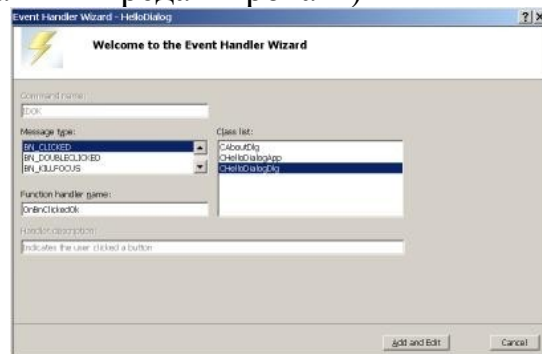 Event Handler Wizard - HelloDialog
Welcome to the Event Handler Wizard
Command name:
IDOK
Message type:
Class list:
BN_CLICKED
BN_DOUBLECLICKED
BN_KILLFOCUS
CAboutDlg
CHelloDialogApp
CHelloDialogDlg
Function handler name:
OnBnClickedOk
Handler description:
Indicates the user clicked a button
Add and Edit
Cancel